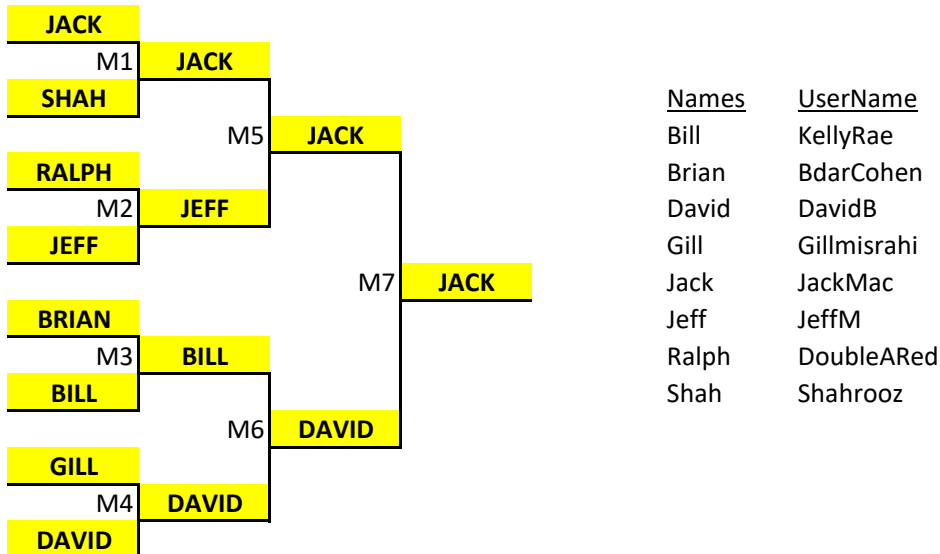 JACK
M1 JACK
SHAH Names UserName
M5 JACK Bill KellyRae
RALPH Brian BdarCohen
M2 JEFF David DavidB
JEFF Gill Gillmisrahi
M7 JACK Jack JackMac
BRIAN Jeff JeffM
M3 BILL Ralph DoubleARed
BILL Shah Shahrooz
M6 DAVID
GILL
M4 DAVID
DAVID